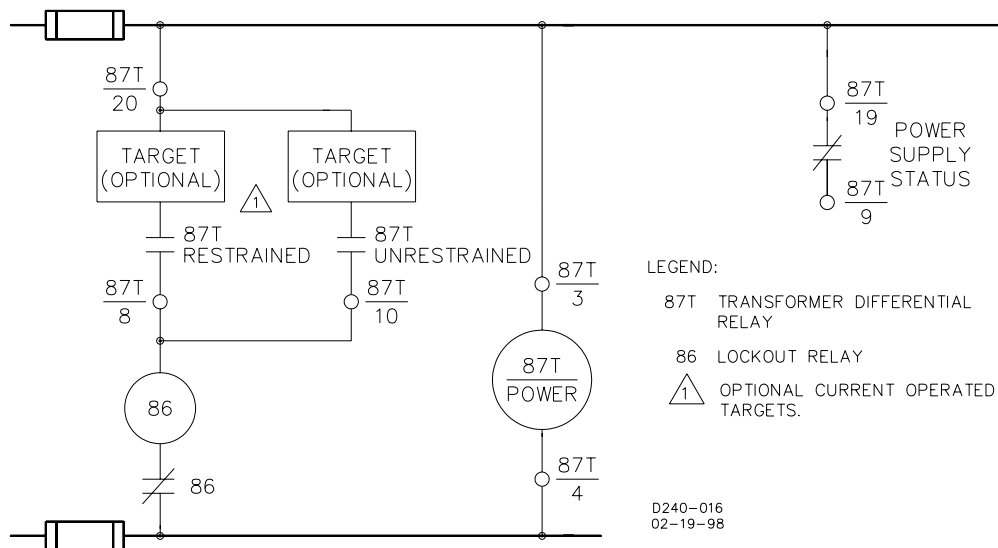 87T
20
TARGET
(OPTIONAL)
TARGET
(OPTIONAL)
1
87T
RESTRAINED
87T
UNRESTRAINED
87T
8
87T
10
86
86
87T
3
87T
POWER
87T
4
87T
19
POWER
SUPPLY
STATUS
87T
9
LEGEND:
87T TRANSFORMER DIFFERENTIAL
RELAY
86 LOCKOUT RELAY
1 OPTIONAL CURRENT OPERATED
TARGETS.
D240-016
02-19-98